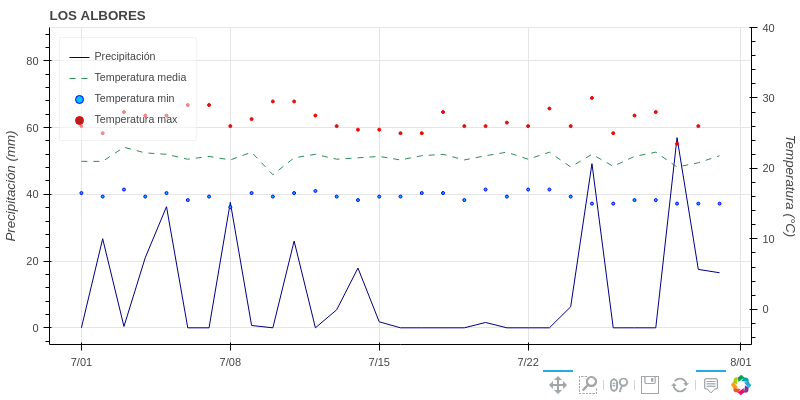 LOS ALBORES
Precipitación
Temperatura media
Temperatura min
Temperatura max
Precipitación (mm)
80
60
40
20
0
Temperatura (°C)
40
30
20
10
0
7/01
7/08
7/15
7/22
8/01